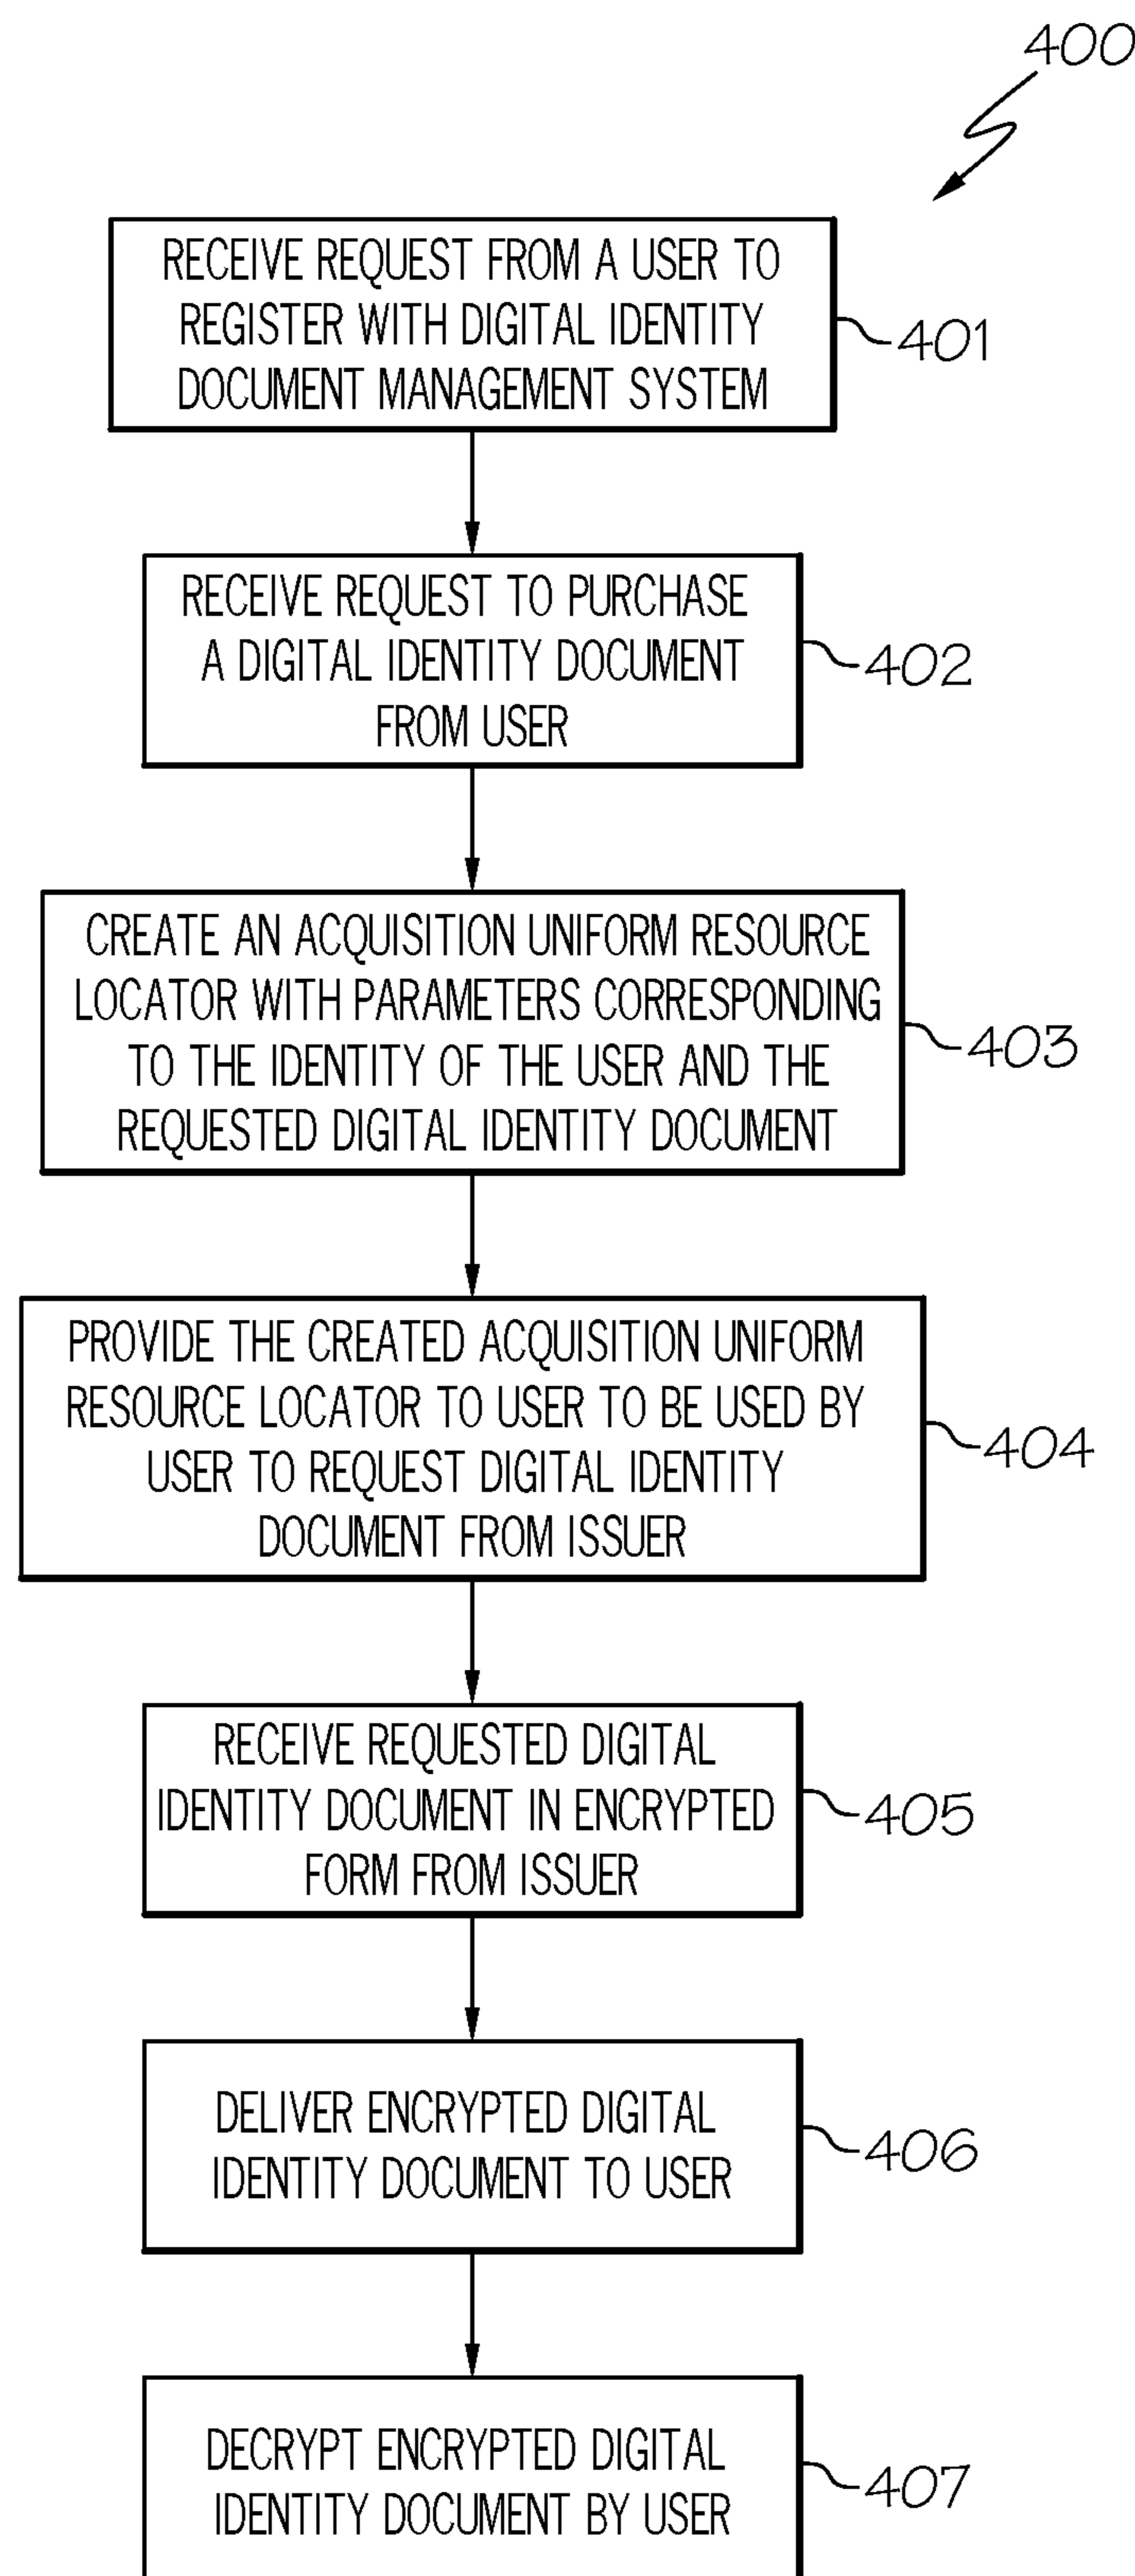 400
RECEIVE REQUEST FROM A USER TO
REGISTER WITH DIGITAL IDENTITY
DOCUMENT MANAGEMENT SYSTEM
401
RECEIVE REQUEST TO PURCHASE
A DIGITAL IDENTITY DOCUMENT
FROM USER
402
CREATE AN ACQUISITION UNIFORM RESOURCE
LOCATOR WITH PARAMETERS CORRESPONDING
TO THE IDENTITY OF THE USER AND THE
REQUESTED DIGITAL IDENTITY DOCUMENT
403
PROVIDE THE CREATED ACQUISITION UNIFORM
RESOURCE LOCATOR TO USER TO BE USED BY
USER TO REQUEST DIGITAL IDENTITY
DOCUMENT FROM ISSUER
404
RECEIVE REQUESTED DIGITAL
IDENTITY DOCUMENT IN ENCRYPTED
FORM FROM ISSUER
405
DELIVER ENCRYPTED DIGITAL
IDENTITY DOCUMENT TO USER
406
DECRYPT ENCRYPTED DIGITAL
IDENTITY DOCUMENT BY USER
407